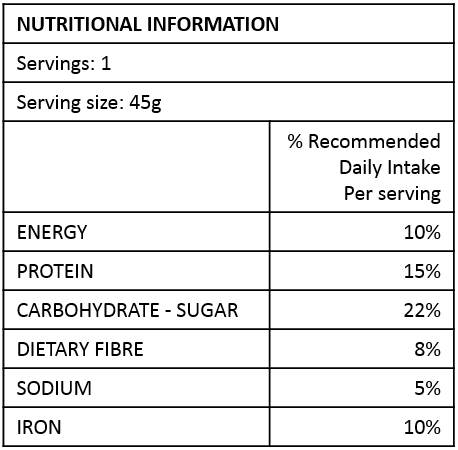 NUTRITIONAL INFORMATION
Servings: 1
Serving size: 45g
% Recommended
Daily Intake
Per serving
ENERGY 10%
PROTEIN 15%
CARBOHYDRATE - SUGAR 22%
DIETARY FIBRE 8%
SODIUM 5%
IRON 10%